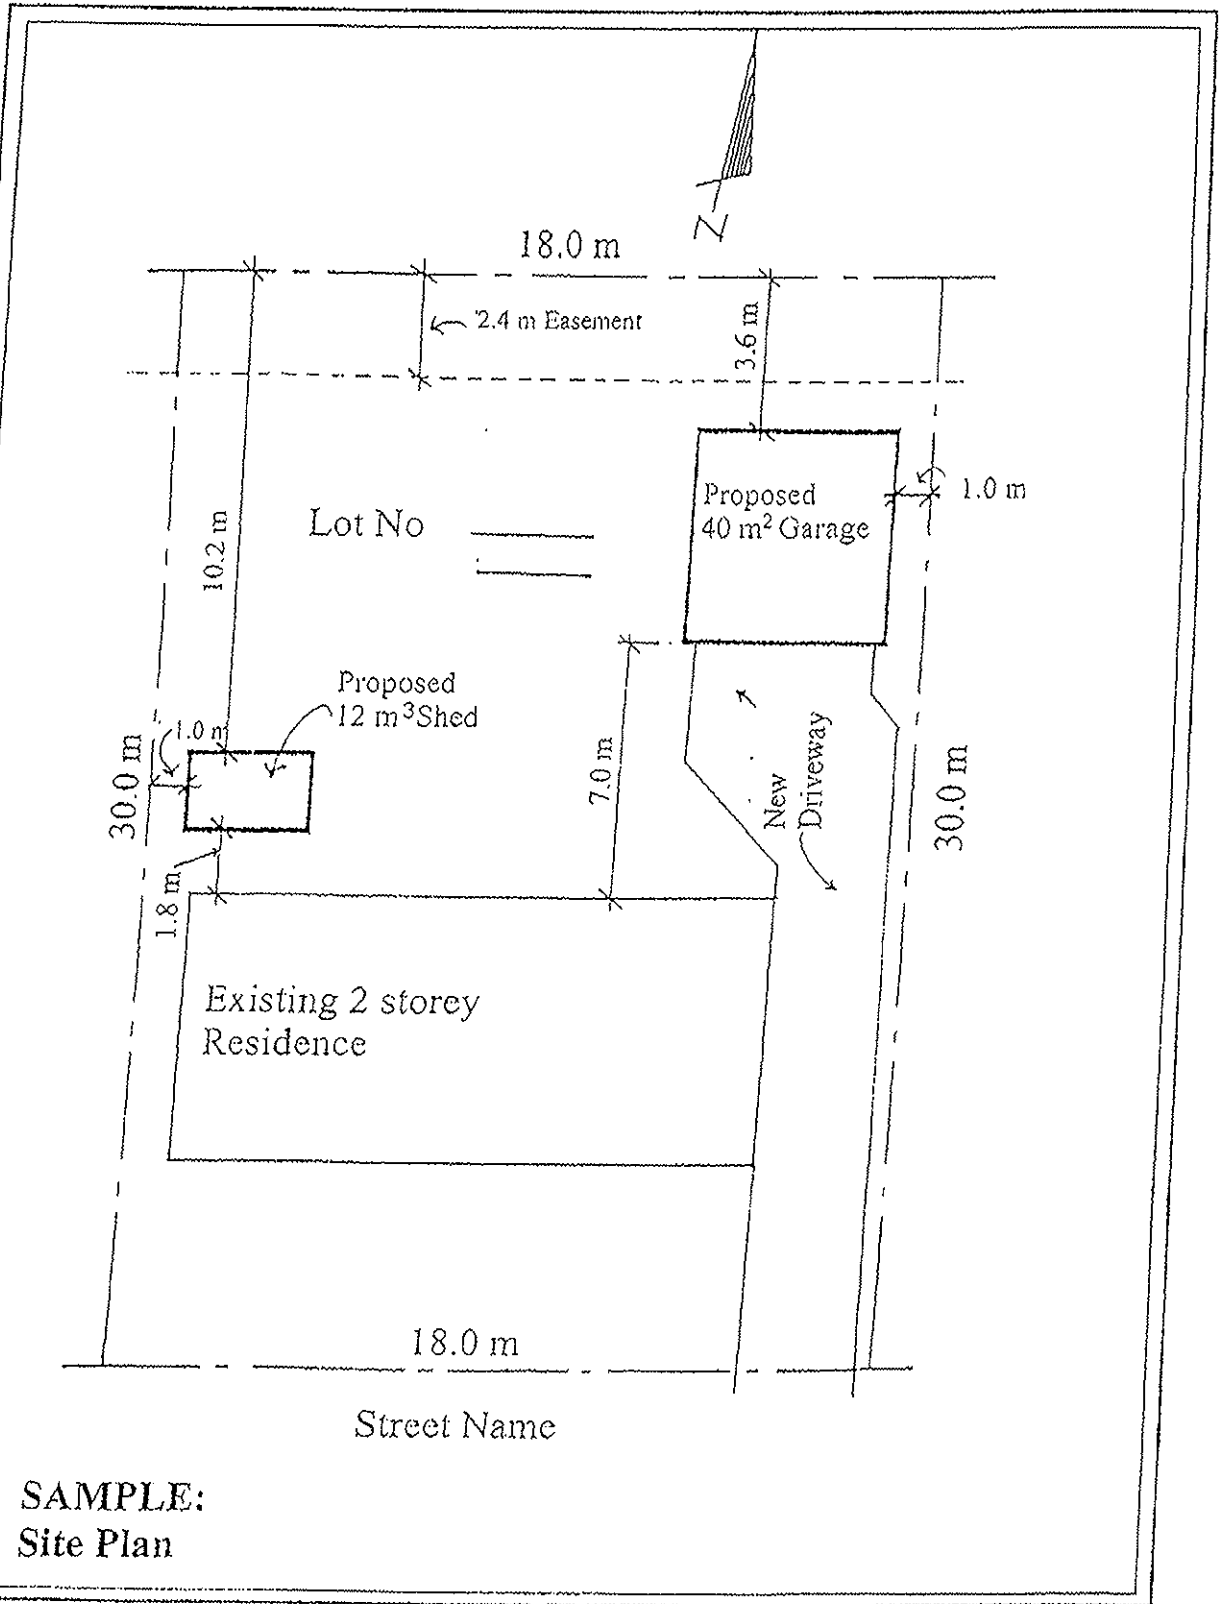 Z
18.0 m
2.4 m Easement
3.6 m
1.0 m
Proposed
40 m² Garage
Lot No
10.2 m
Proposed
12 m³ Shed
1.0 m
30.0 m
7.0 m
New
Driveway
30.0 m
1.8 m
Existing 2 storey
Residence
18.0 m
Street Name
SAMPLE:
Site Plan